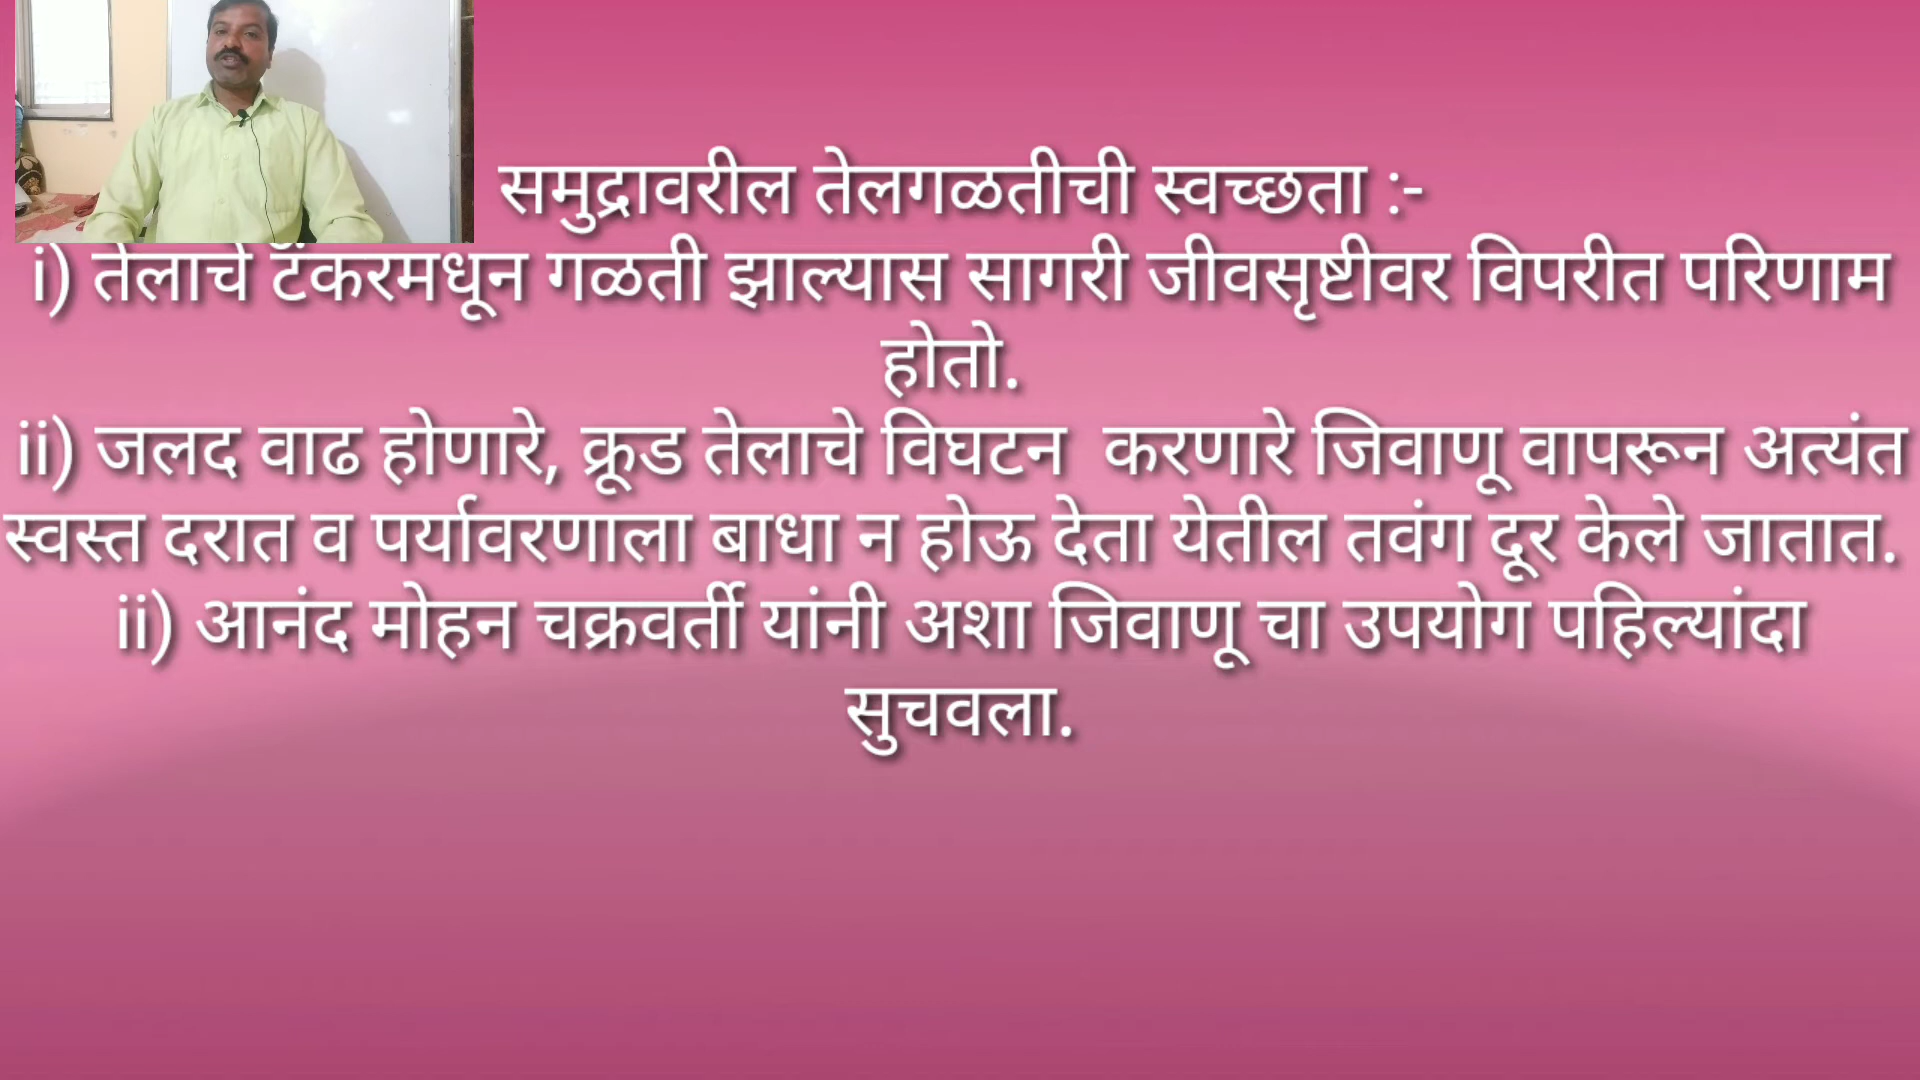 समुद्रावरील तेलगळतीची स्वच्छता :-
i) तेलाचे टँकरमधून गळती झाल्यास सागरी जीवसृष्टीवर विपरीत परिणाम
होतो.
ii) जलद वाढ होणारे, क्रूड तेलाचे विघटन करणारे जिवाणू वापरून अत्यंत
स्वस्त दरात व पर्यावरणाला बाधा न होऊ देता येतील तवंग दूर केले जातात.
ii) आनंद मोहन चक्रवर्ती यांनी अशा जिवाणू चा उपयोग पहिल्यांदा
सुचवला.